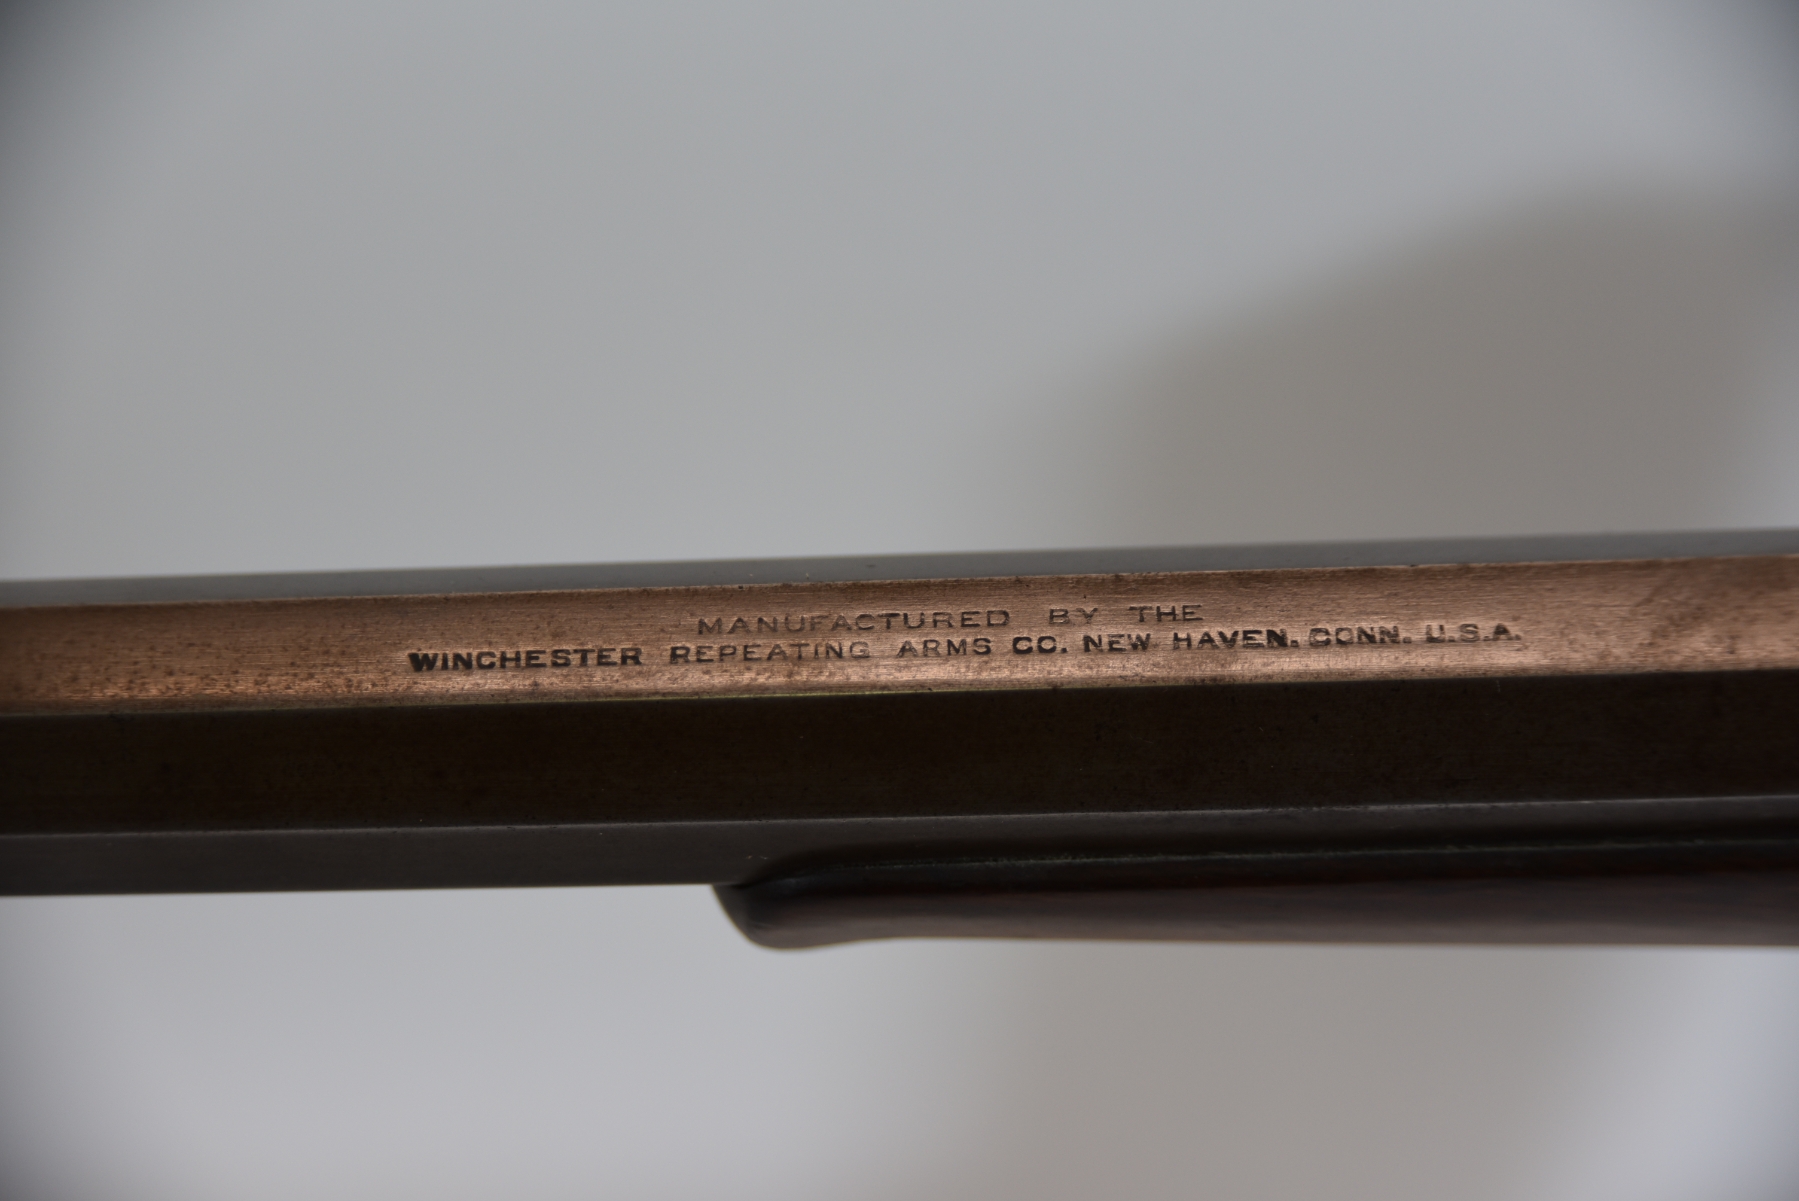 MANUFACTURED BY THE
WINCHESTER REPEATING ARMS CO. NEW HAVEN. CONN. U.S.A.